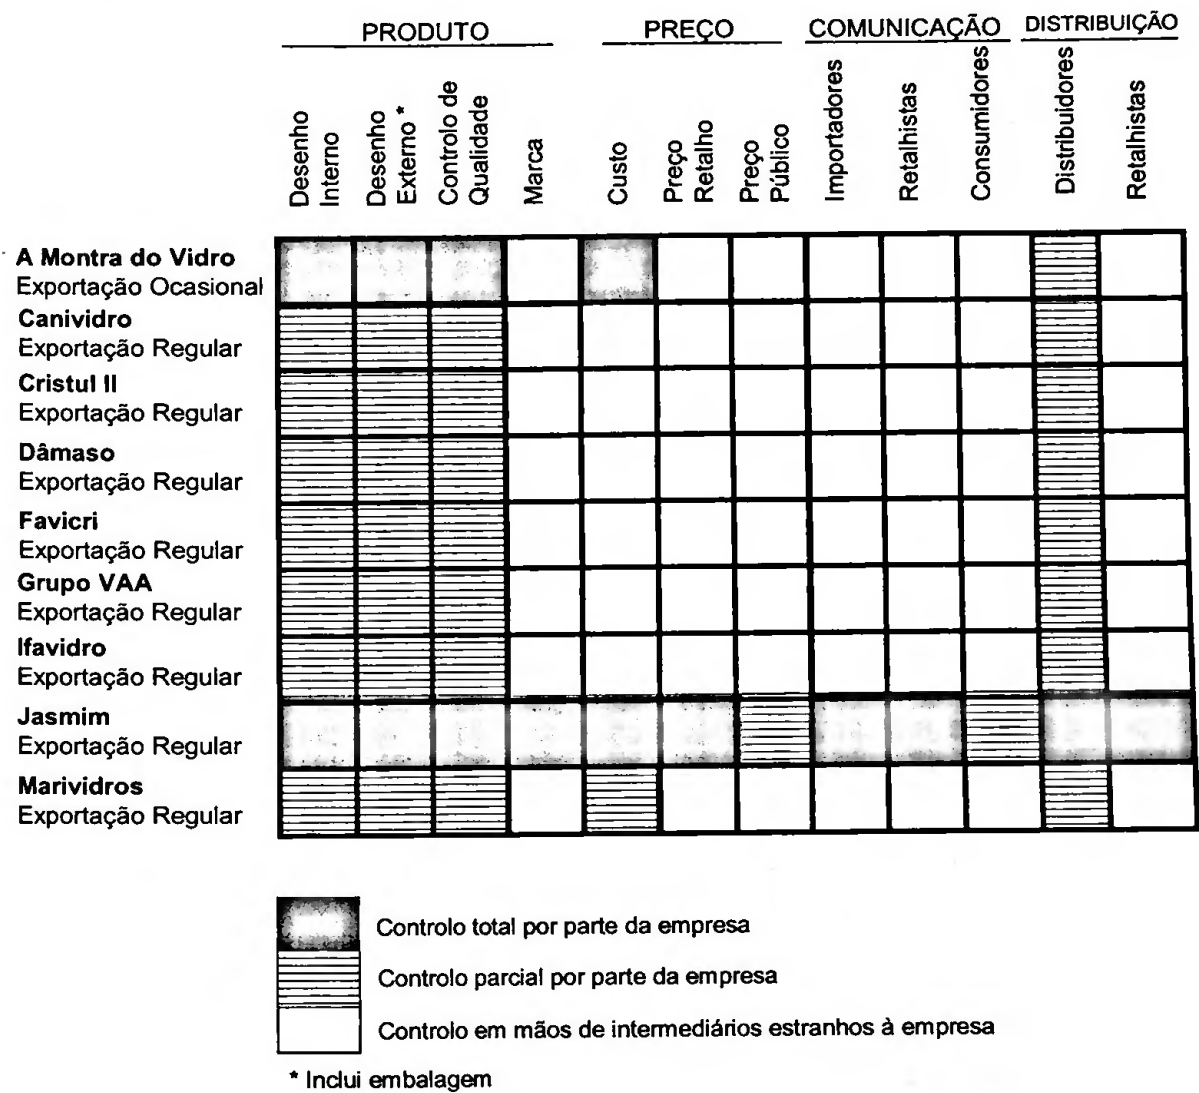 PRODUTO PREÇO COMUNICAÇÃO DISTRIBUIÇÃO
Desenho
Interno
Desenho
Externo *
Controlo de
Qualidade
Marca
Custo
Preço
Retalho
Preço
Público
Importadores
Retalhistas
Consumidores
Distribuidores
Retalhistas
A Montra do Vidro
Exportação Ocasional
Canividro
Exportação Regular
Cristul II
Exportação Regular
Dâmaso
Exportação Regular
Favicri
Exportação Regular
Grupo VAA
Exportação Regular
Ifavidro
Exportação Regular
Jasmim
Exportação Regular
Marividros
Exportação Regular
Controlo total por parte da empresa
Controlo parcial por parte da empresa
Controlo em mãos de intermediários estranhos à empresa
* Inclui embalagem